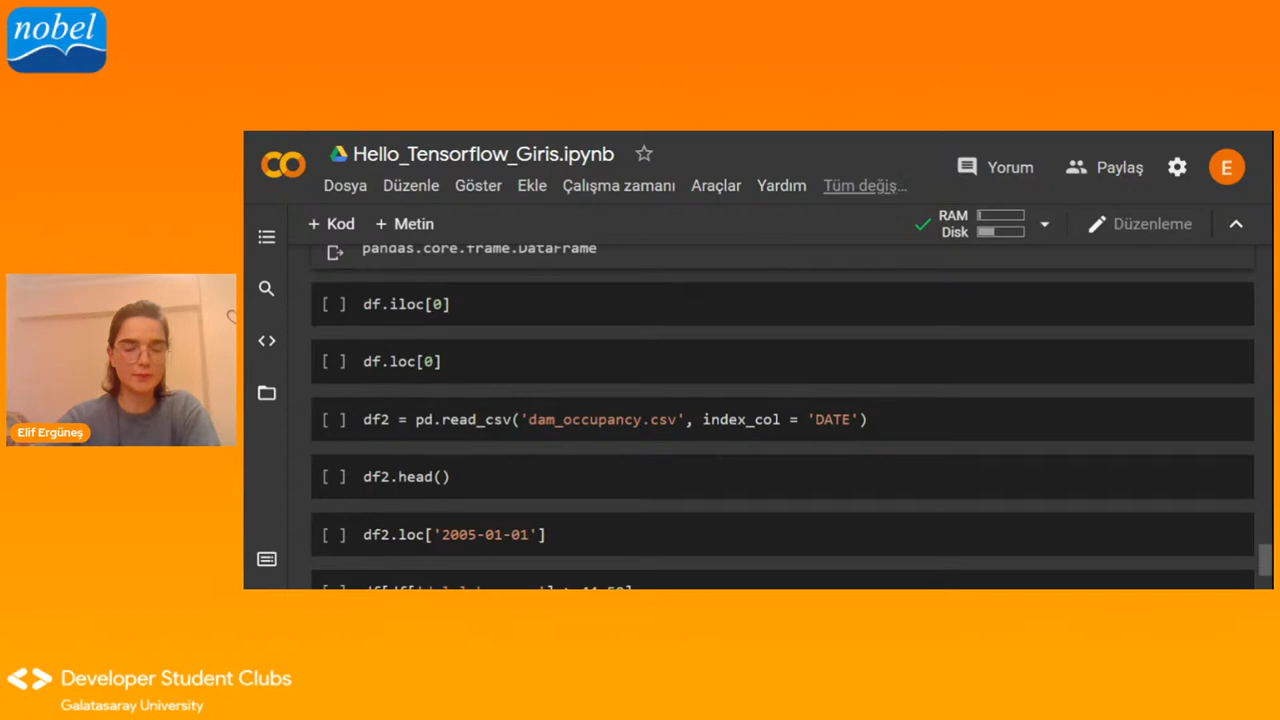 nobel
Hello_Tensorflow_Giris.ipynb
Yorum
Paylaş
E
Dosya Düzenle Göster Ekle Çalışma zamanı Araçlar Yardım Tüm değiş…
+ Kod + Metin
RAM
Disk
Düzenleme
pandas.core.frame.DataFrame
[ ] df.iloc[0]
[ ] df.loc[0]
[ ] df2 = pd.read_csv('dam_occupancy.csv', index_col = 'DATE')
[ ] df2.head()
[ ] df2.loc['2005-01-01']
Elif Ergüneş
Developer Student Clubs
Galatasaray University